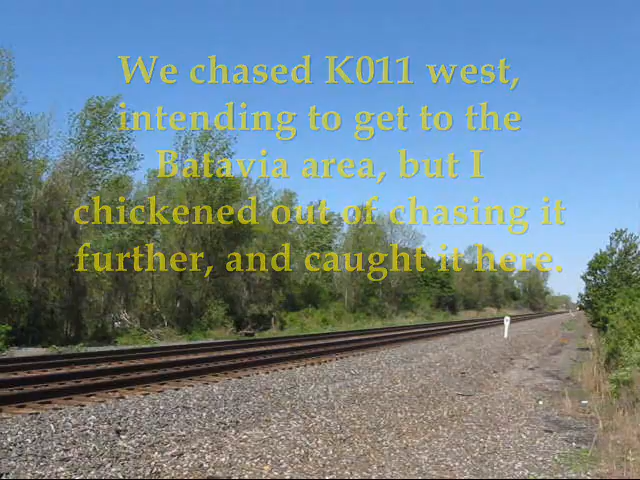 We chased K011 west,
intending to get to the
Batavia area, but I
chickened out of chasing it
further, and caught it here.